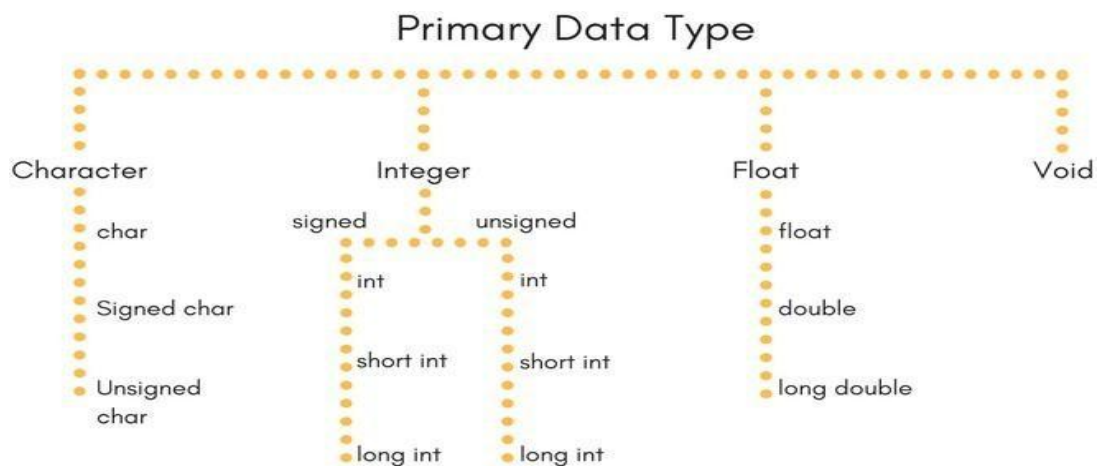 Primary Data Type
Character
Integer
Float
Void
char
Signed char
Unsigned
char
signed
unsigned
int
short int
long int
int
short int
long int
float
double
long double